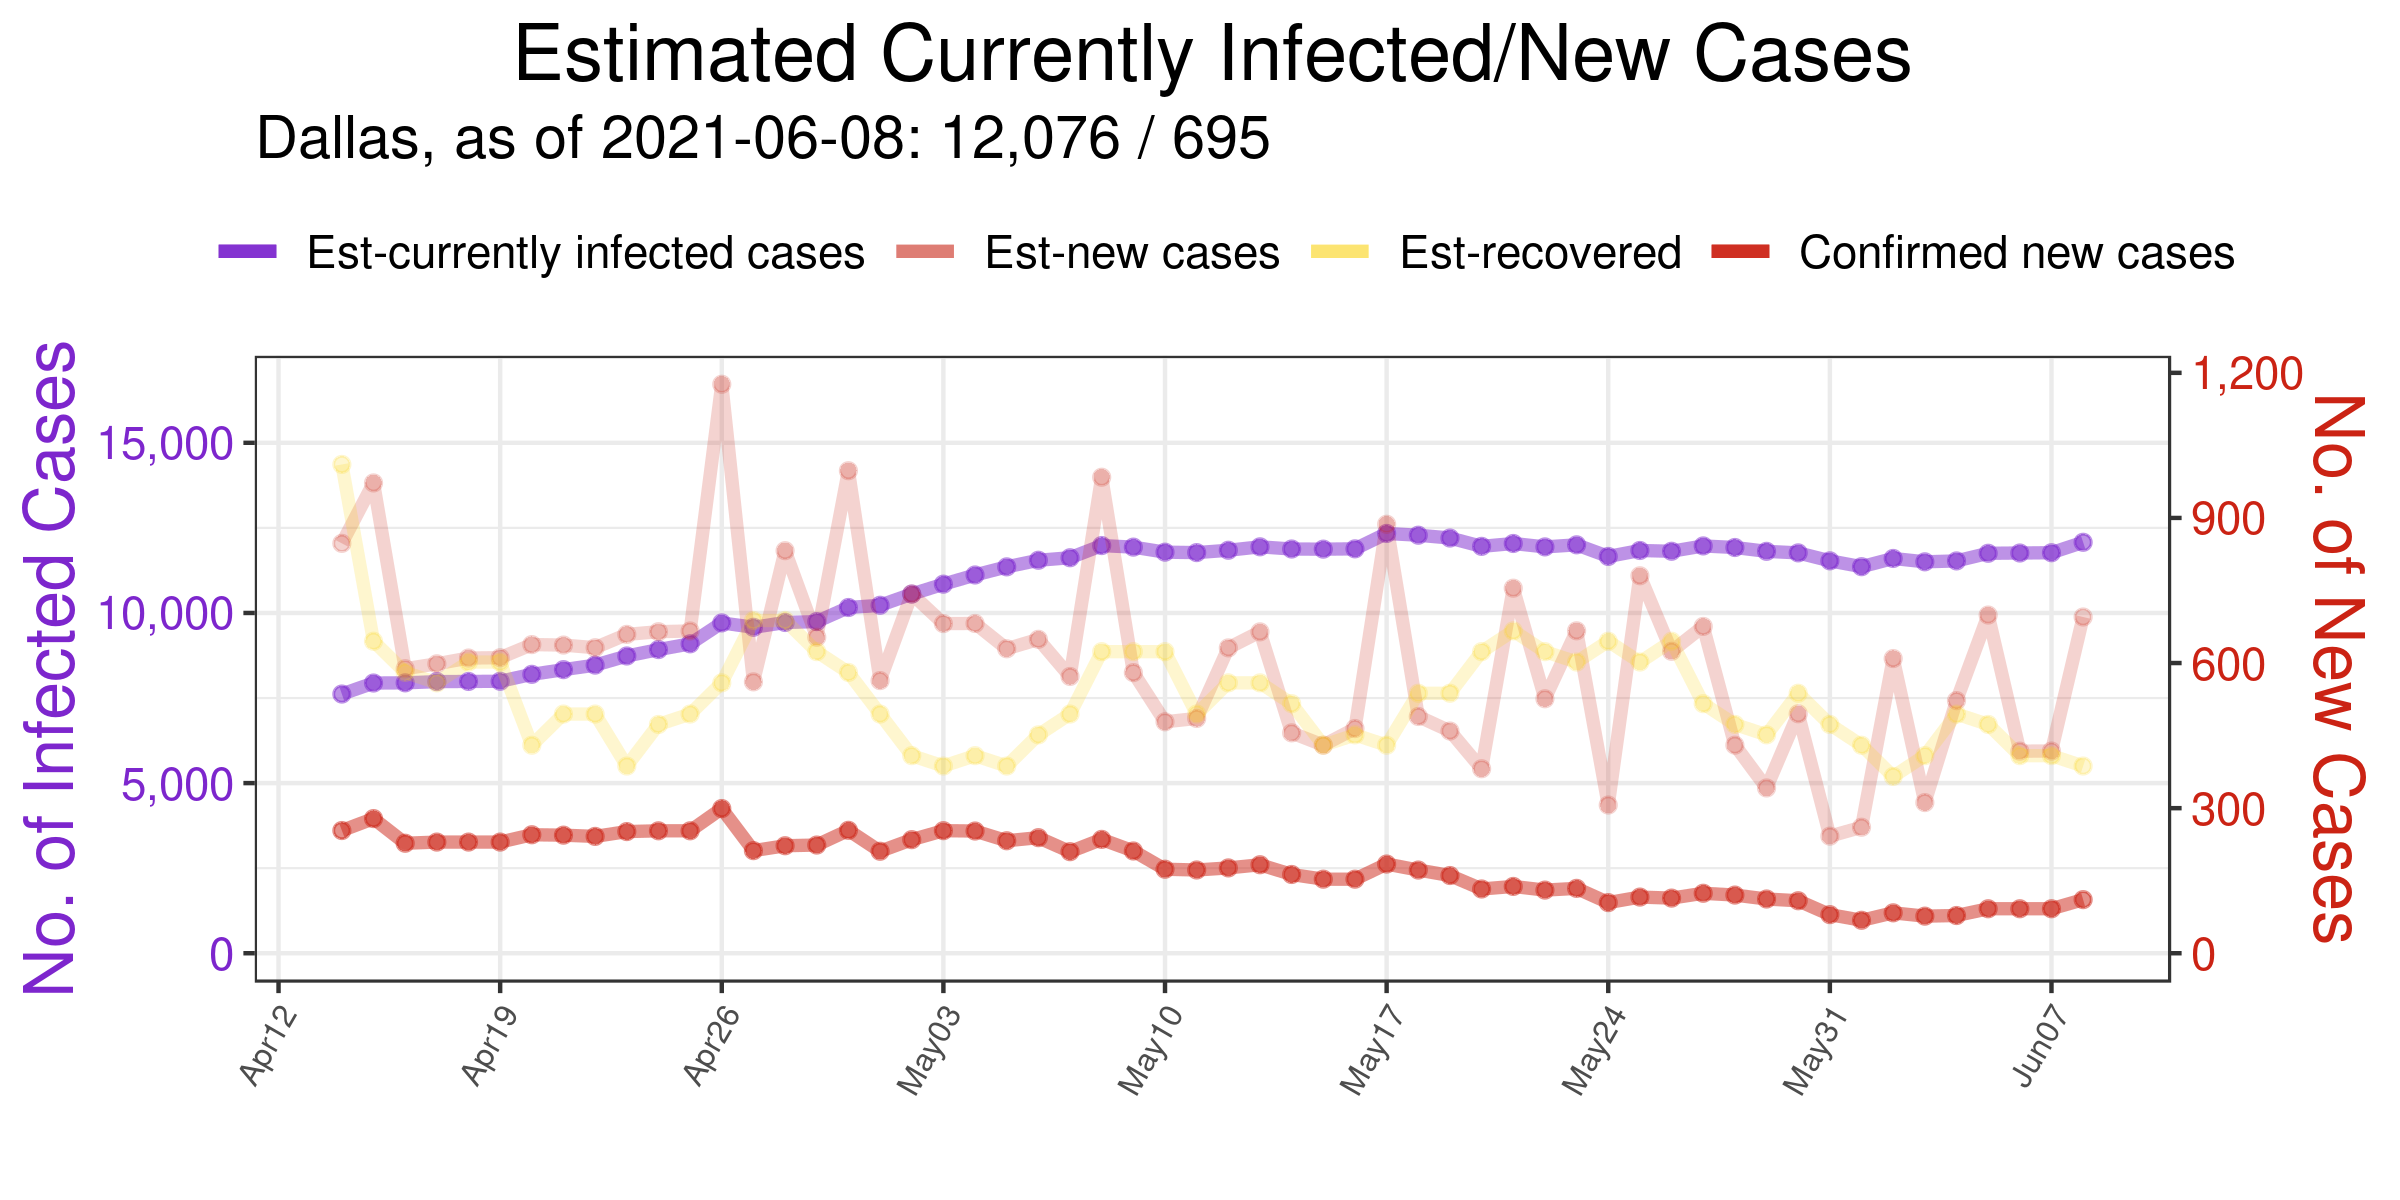 Estimated Currently Infected/New Cases
Dallas, as of 2021-06-08: 12,076 / 695
Est-currently infected cases Est-new cases Est-recovered Confirmed new cases
No. of Infected Cases
15,000
10,000
5,000
0
1,200
900
600
300
0
No. of New Cases
Apr12 Apr19 Apr26 May03 May10 May17 May24 May31 Jun07